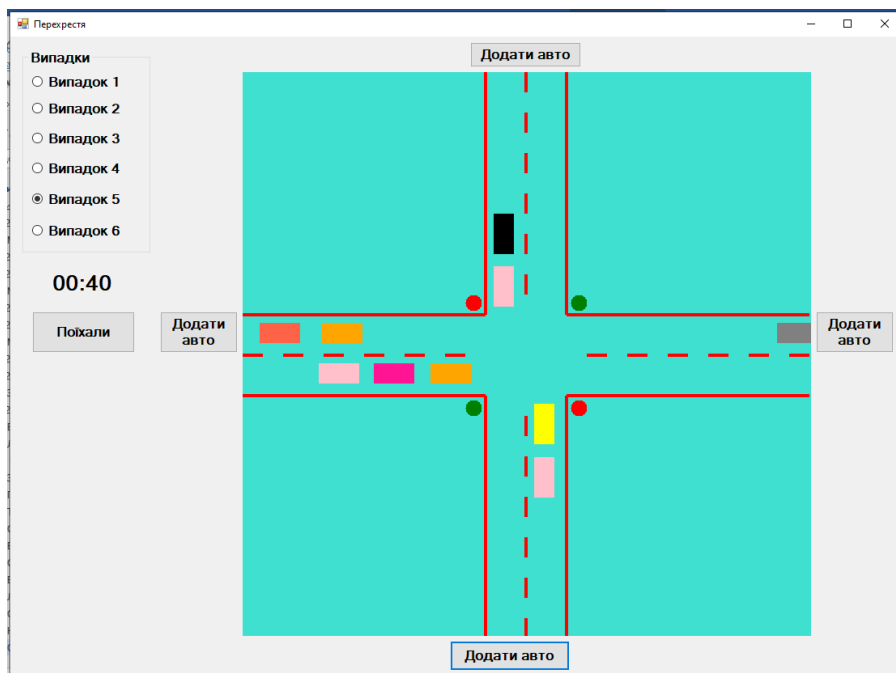 Перехрестя
Випадки
Випадок 1
Випадок 2
Випадок 3
Випадок 4
Випадок 5
Випадок 6
00:40
Поїхали
Додати авто
Додати
авто
Додати
авто
Додати авто